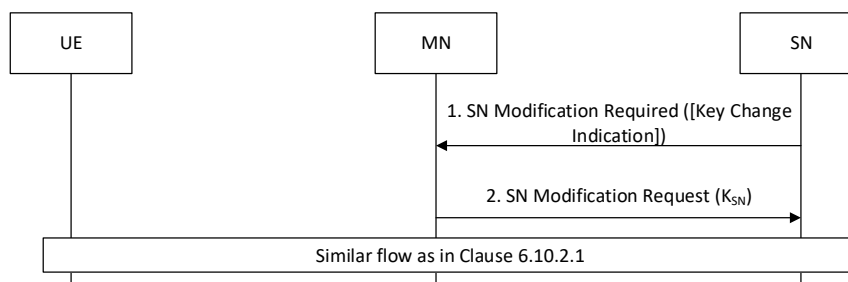 UE
MN
SN
1. SN Modification Required ([Key Change
Indication])
2. SN Modification Request (KSN)
Similar flow as in Clause 6.10.2.1